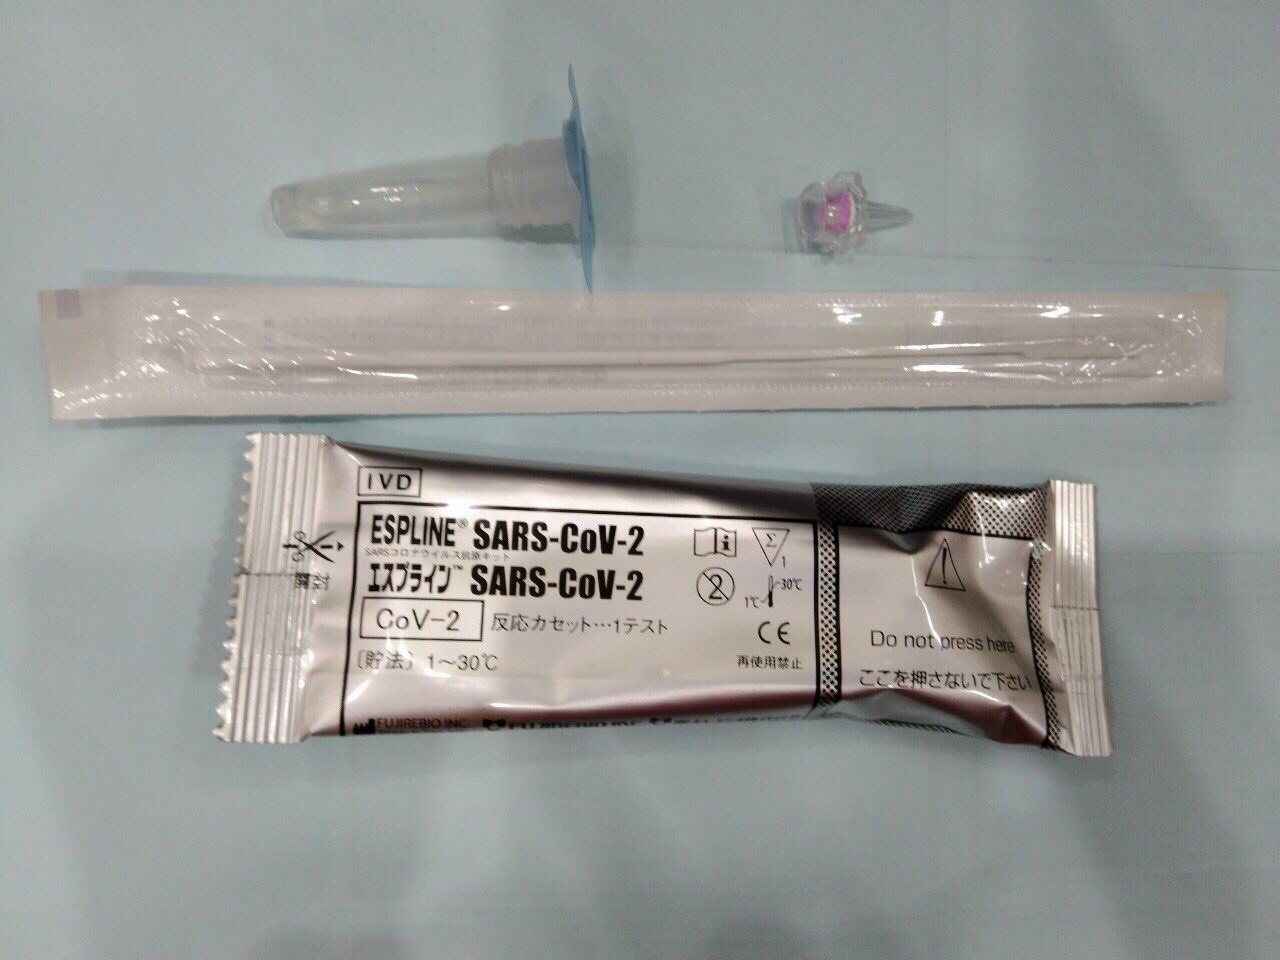 IVD
ESPLINE® SARS-CoV-2
SARSコロナウイルス抗原キット
エスプライン™ SARS-CoV-2
CoV-2 反応カセット…1テスト
〔貯法〕1～30℃
FUJIREBIO INC.
開封
i
Σ
1
2
1℃
30℃
CE
再使用禁止
Do not press here
ここを押さないで下さい